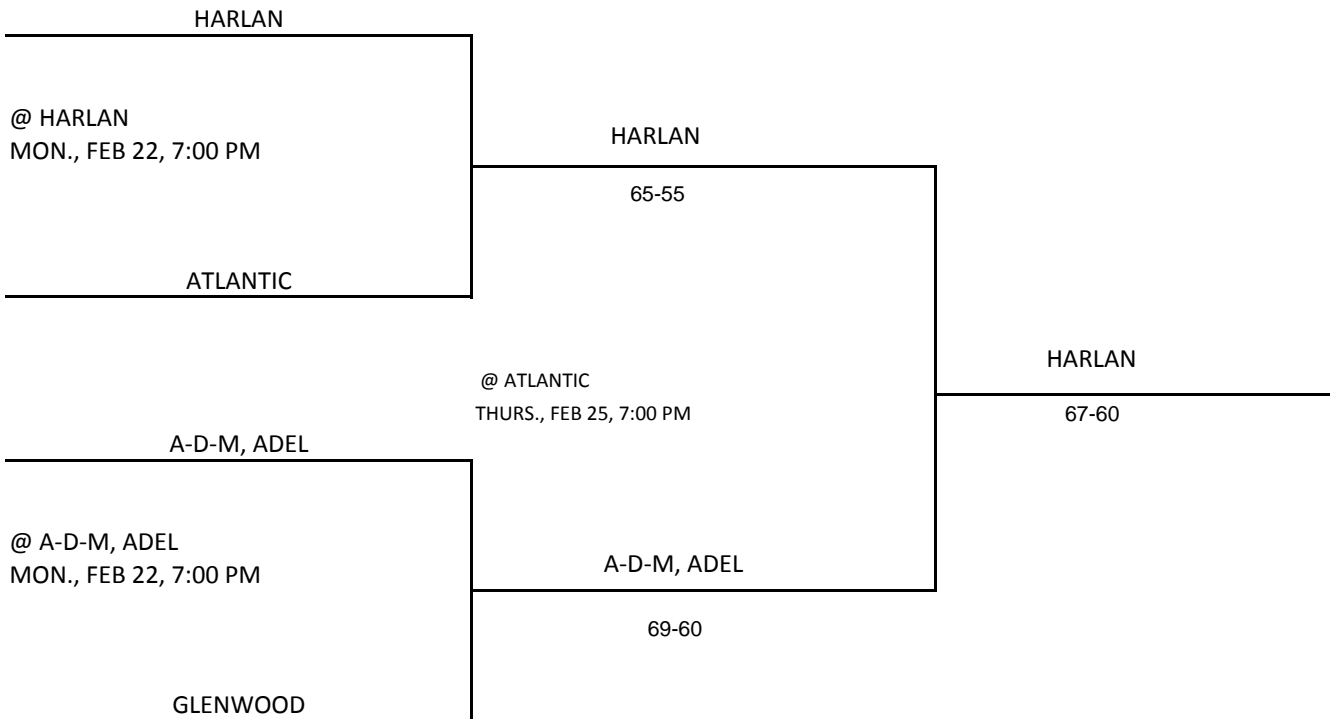 HARLAN
@ HARLAN
MON., FEB 22, 7:00 PM
HARLAN
65-55
ATLANTIC
@ ATLANTIC
THURS., FEB 25, 7:00 PM
HARLAN
67-60
A-D-M, ADEL
@ A-D-M, ADEL
MON., FEB 22, 7:00 PM
A-D-M, ADEL
69-60
GLENWOOD